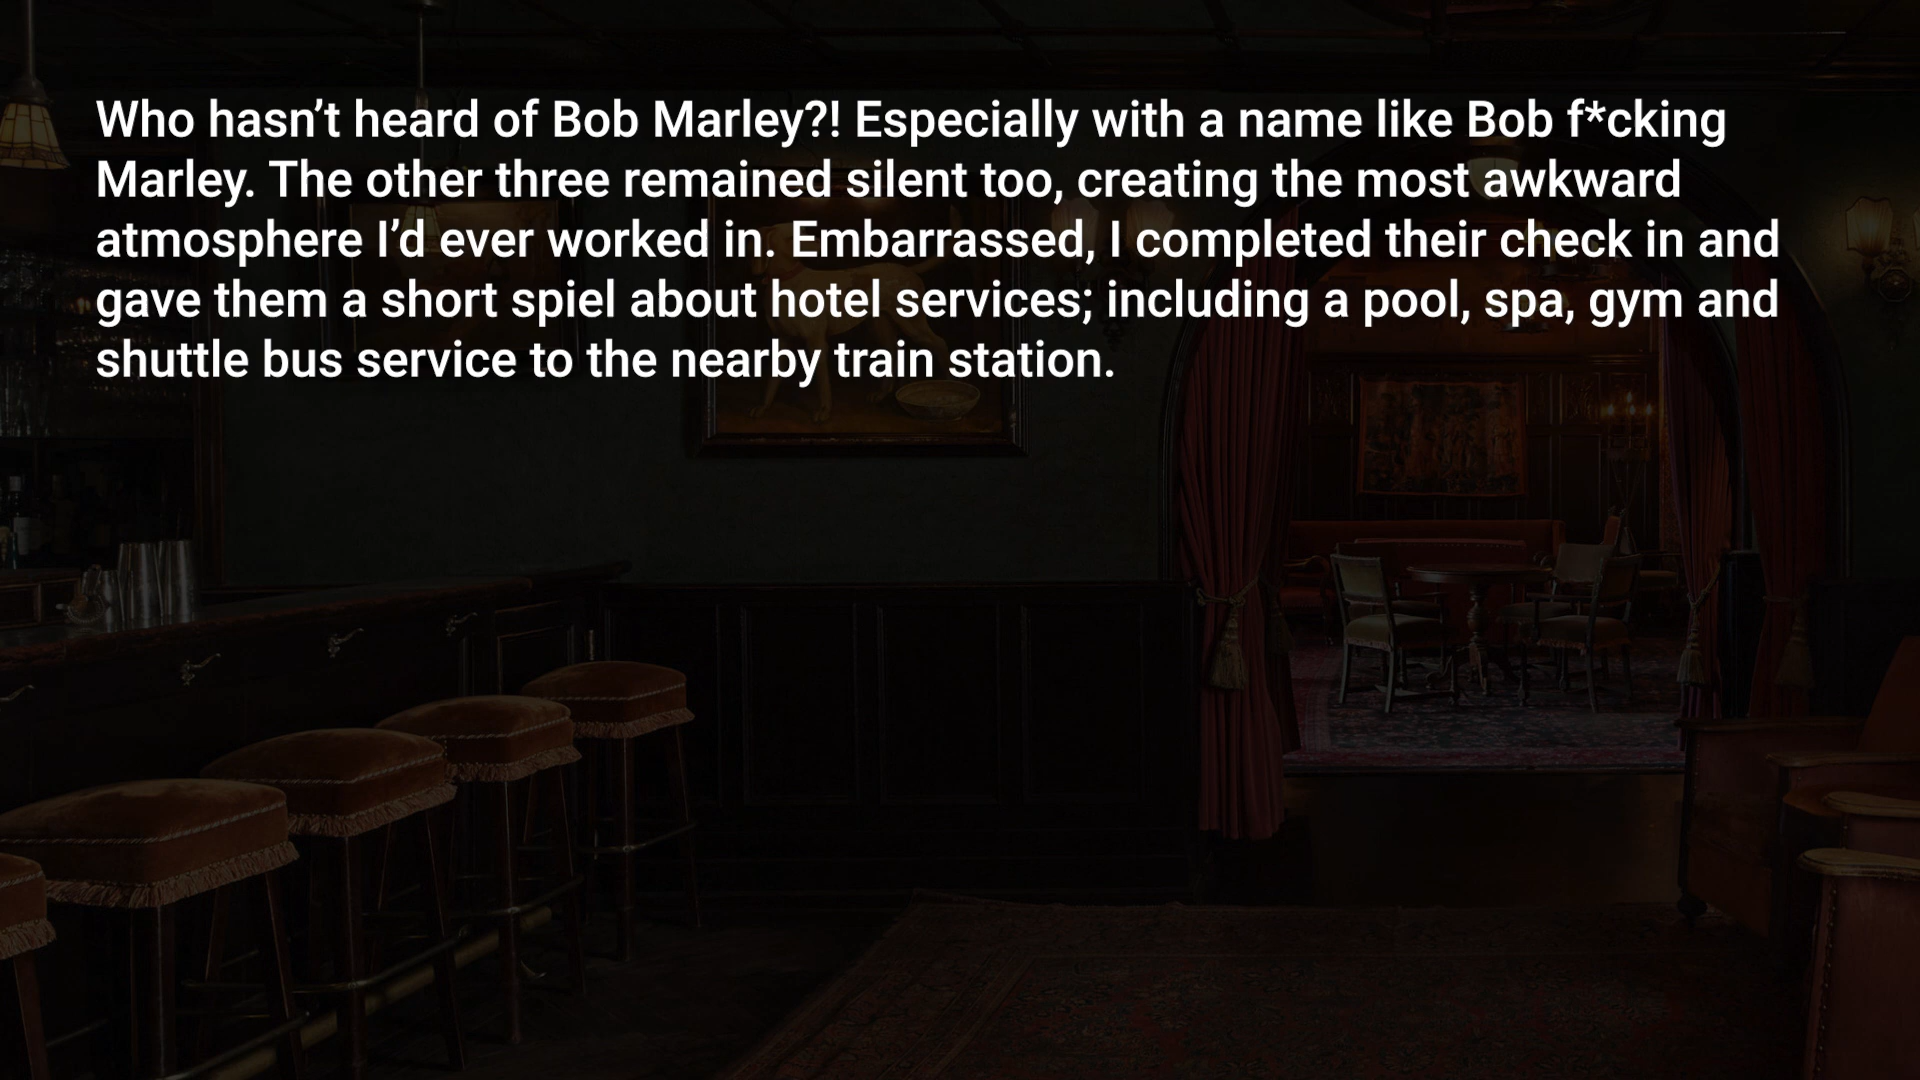 Who hasn’t heard of Bob Marley?! Especially with a name like Bob f*cking
Marley. The other three remained silent too, creating the most awkward
atmosphere I’d ever worked in. Embarrassed, I completed their check in and
gave them a short spiel about hotel services; including a pool, spa, gym and
shuttle bus service to the nearby train station.